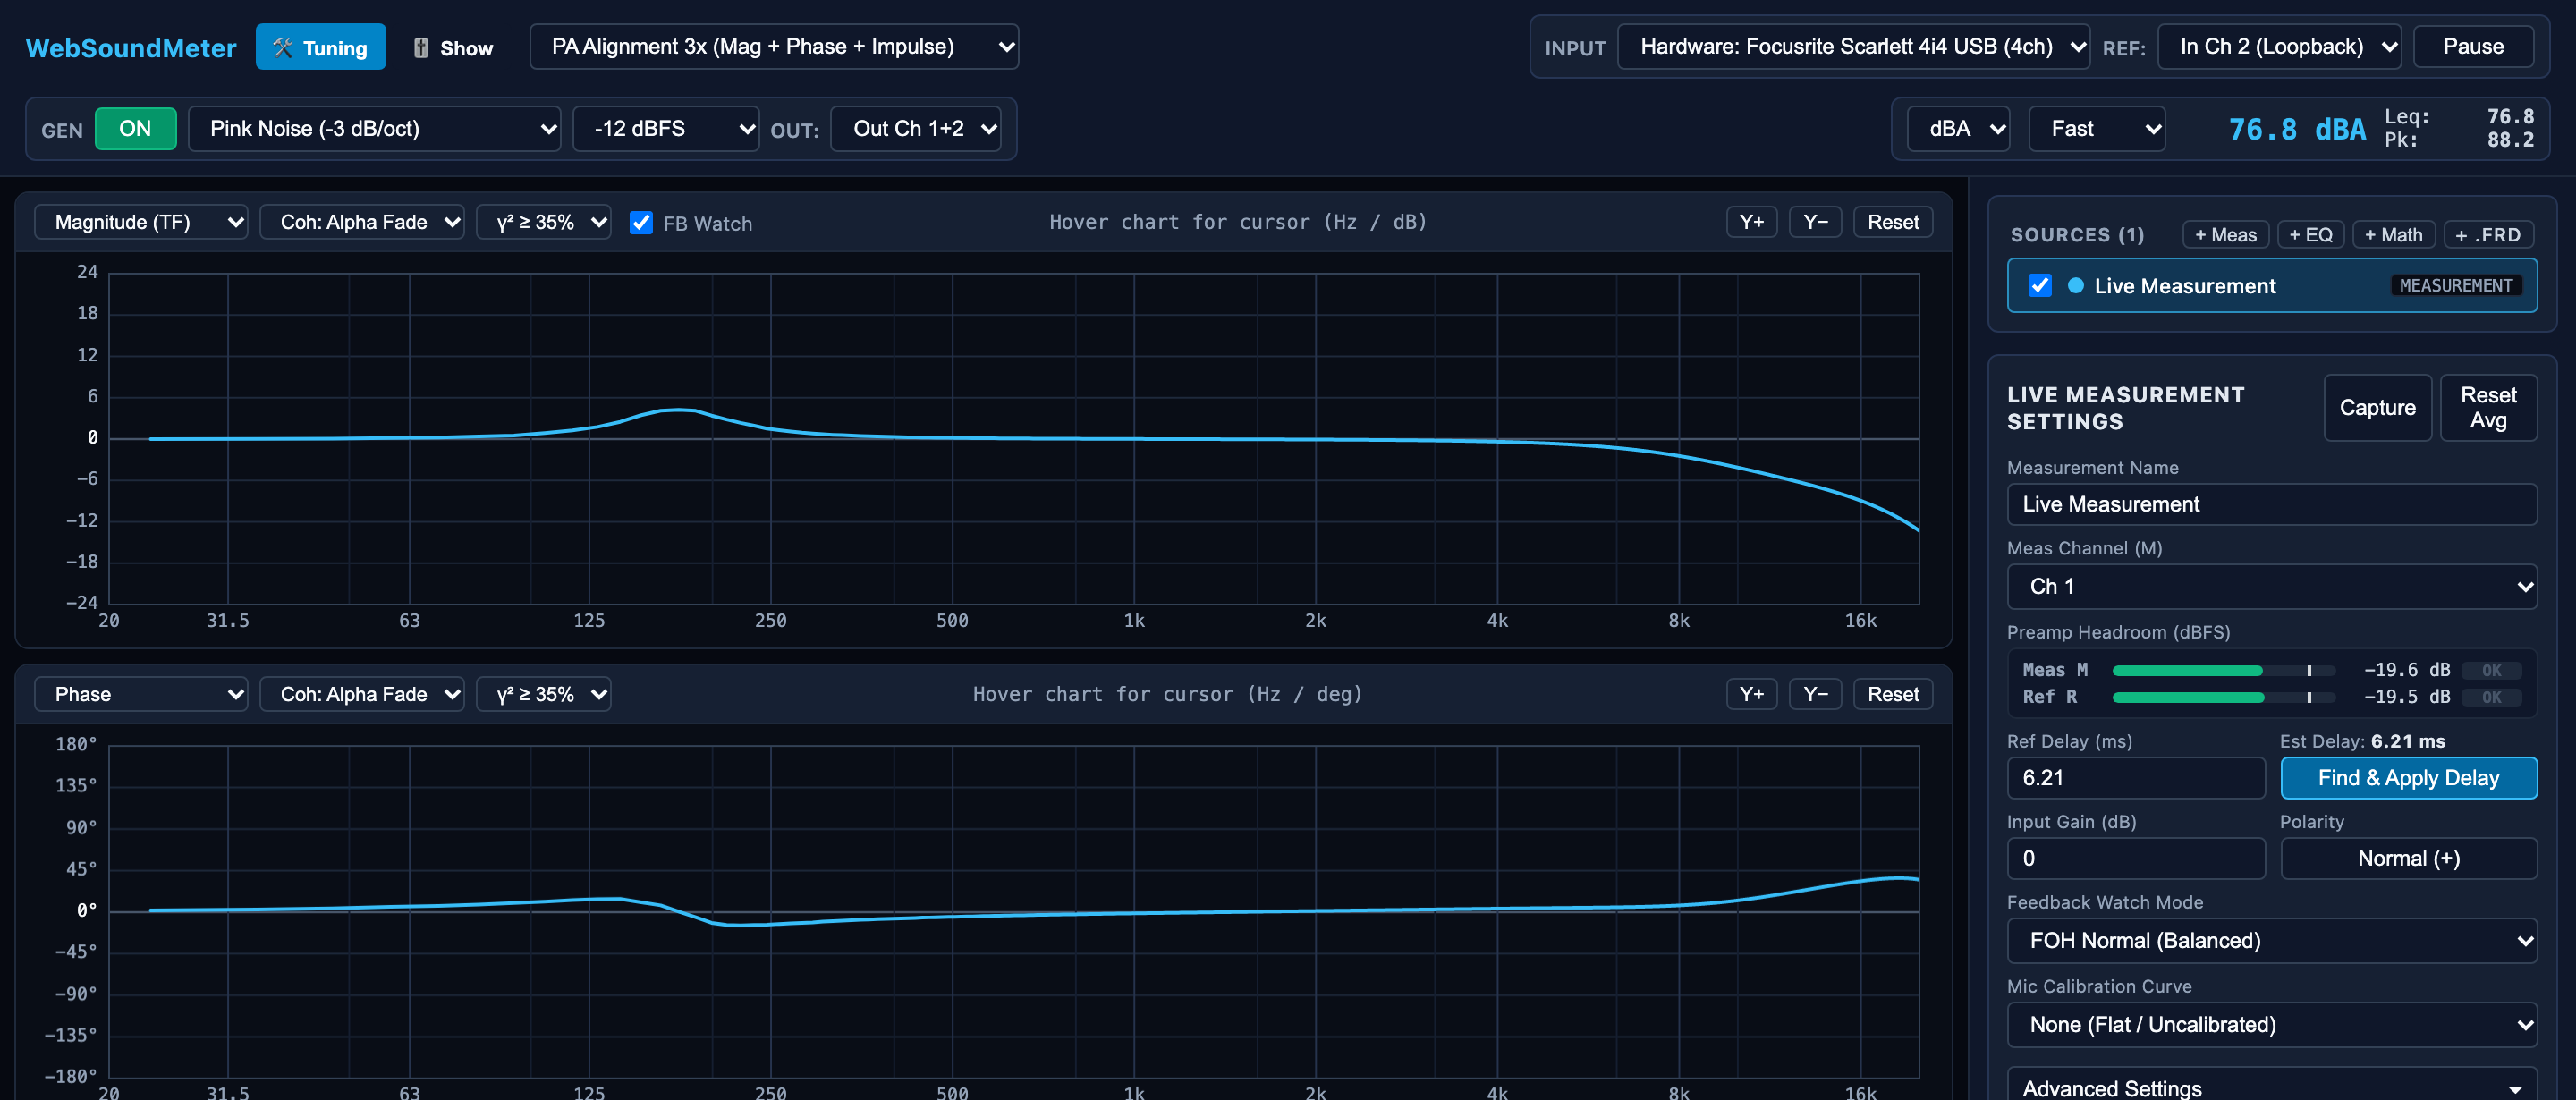 WebSoundMeter 🛠️ Tuning 🎚️ Show PA Alignment 3x (Mag + Phase + Impulse) INPUT Hardware: Focusrite Scarlett 4i4 USB (4ch) REF: In Ch 2 (Loopback) Pause
GEN ON Pink Noise (-3 dB/oct) -12 dBFS OUT: Out Ch 1+2 dBA Fast 76.8 dBA Leq: 76.8
Pk: 88.2
Magnitude (TF) Coh: Alpha Fade γ² ≥ 35% FB Watch Hover chart for cursor (Hz / dB) Y+ Y− Reset
24
18
12
6
0
−6
−12
−18
−24
20 31.5 63 125 250 500 1k 2k 4k 8k 16k
Phase Coh: Alpha Fade γ² ≥ 35% Hover chart for cursor (Hz / deg) Y+ Y− Reset
180°
135°
90°
45°
0°
−45°
−90°
−135°
−180°
20 31.5 63 125 250 500 1k 2k 4k 8k 16k
SOURCES (1) + Meas + EQ + Math + .FRD
Live Measurement MEASUREMENT
LIVE MEASUREMENT
SETTINGS
Capture
Reset
Avg
Measurement Name
Live Measurement
Meas Channel (M)
Ch 1
Preamp Headroom (dBFS)
Meas M −19.6 dB OK
Ref R −19.5 dB OK
Ref Delay (ms) Est Delay: 6.21 ms
6.21 Find & Apply Delay
Input Gain (dB) Polarity
0 Normal (+)
Feedback Watch Mode
FOH Normal (Balanced)
Mic Calibration Curve
None (Flat / Uncalibrated)
Advanced Settings